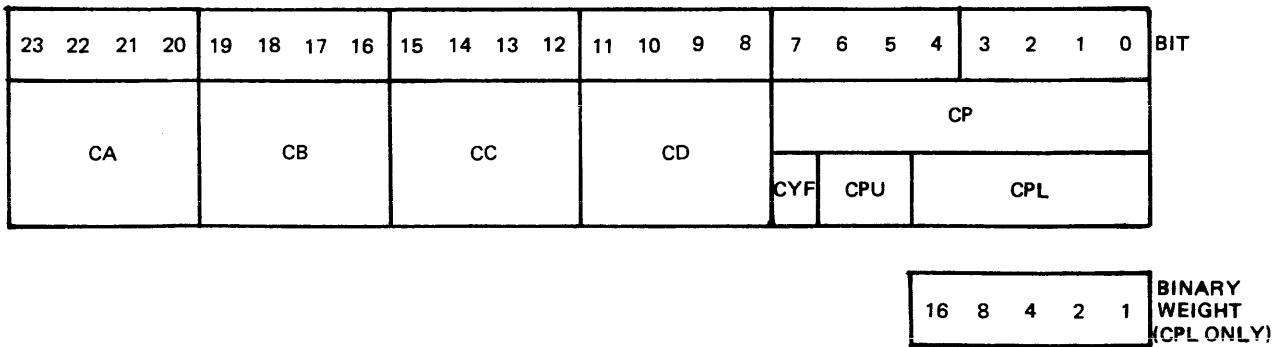 23 22 21 20 19 18 17 16 15 14 13 12 11 10 9 8 7 6 5 4 3 2 1 0 BIT
CP
CA CB CC CD
CYF CPU CPL
16 8 4 2 1
BINARY
WEIGHT
(CPL ONLY)